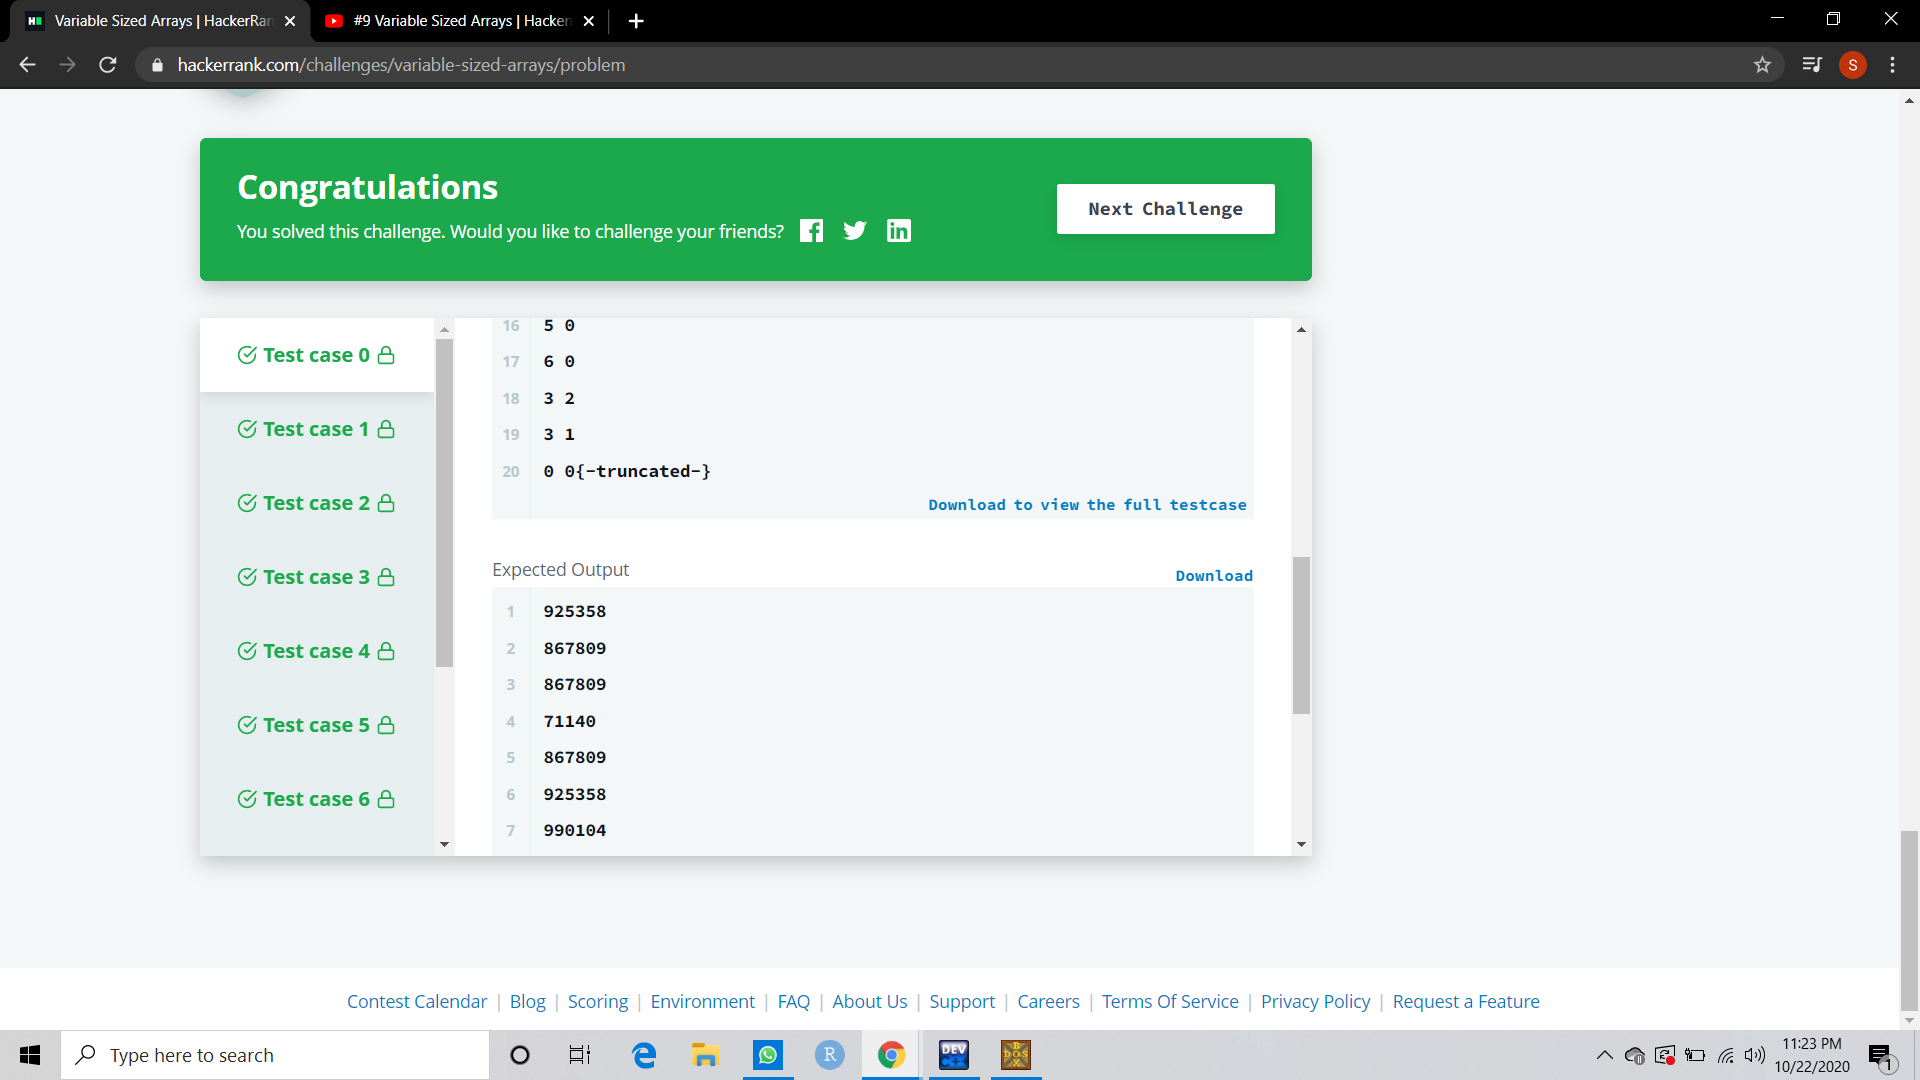 Variable Sized Arrays | HackerRan
#9 Variable Sized Arrays | Hacker
hackerrank.com/challenges/variable-sized-arrays/problem
S
Congratulations
You solved this challenge. Would you like to challenge your friends?
Next Challenge
Test case 0
Test case 1
Test case 2
Test case 3
Test case 4
Test case 5
Test case 6
16 5 0
17 6 0
18 3 2
19 3 1
20 0 0{-truncated-}
Download to view the full testcase
Expected Output
Download
1 925358
2 867809
3 867809
4 71140
5 867809
6 925358
7 990104
Contest Calendar | Blog | Scoring | Environment | FAQ | About Us | Support | Careers | Terms Of Service | Privacy Policy | Request a Feature
Type here to search
R
DEV
C++
DOS
BOX
11:23 PM
10/22/2020
1